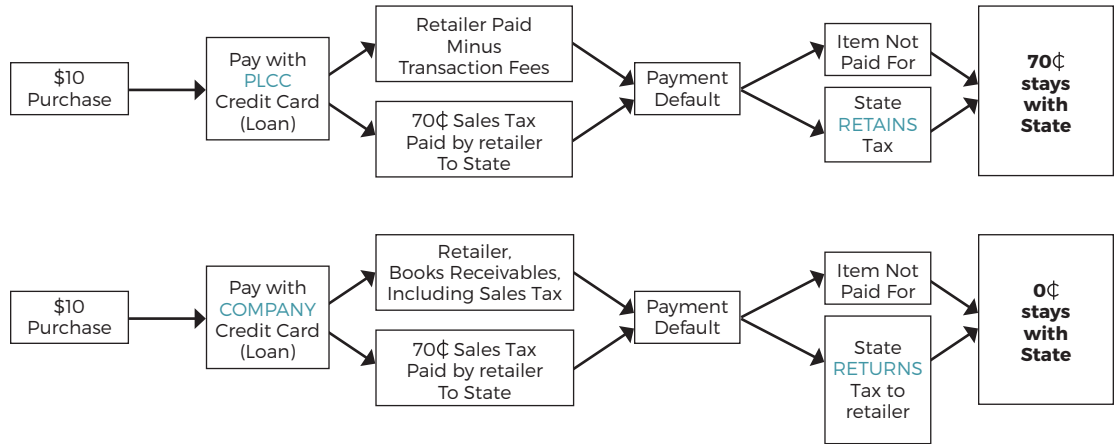 $10
Purchase
Pay with
PLCC
Credit Card
(Loan)
Retailer Paid
Minus
Transaction Fees
70₵ Sales Tax
Paid by retailer
To State
Payment
Default
Item Not
Paid For
State
RETAINS
Tax
70₵
stays
with
State
$10
Purchase
Pay with
COMPANY
Credit Card
(Loan)
Retailer,
Books Receivables,
Including Sales Tax
70₵ Sales Tax
Paid by retailer
To State
Payment
Default
Item Not
Paid For
State
RETURNS
Tax to
retailer
0₵
stays
with
State